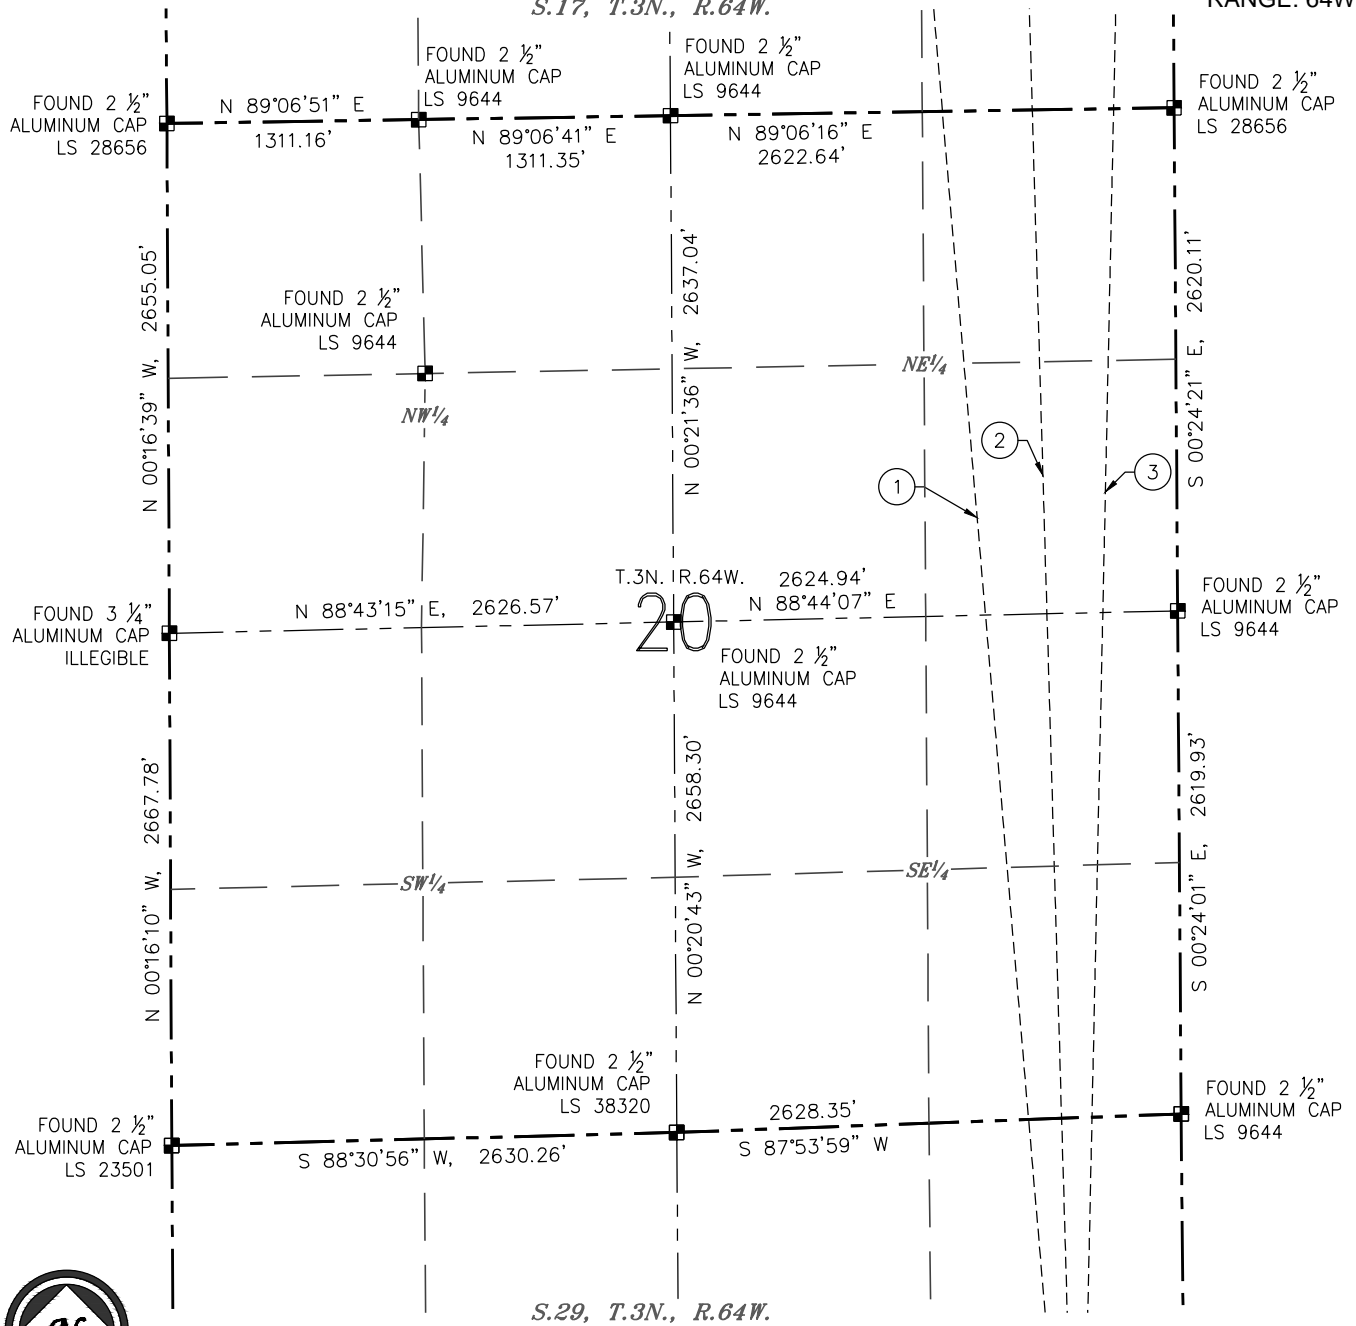 S.17, T.3N., R.64W.
RANGE: 64W
FOUND 2 ½"
ALUMINUM CAP
LS 28656
N 89°06'51" E
1311.16'
FOUND 2 ½"
ALUMINUM CAP
LS 9644
N 89°06'41" E
1311.35'
FOUND 2 ½"
ALUMINUM CAP
LS 9644
N 89°06'16" E
2622.64'
FOUND 2 ½"
ALUMINUM CAP
LS 28656
N 00°16'39" W, 2655.05'
FOUND 2 ½"
ALUMINUM CAP
LS 9644
NW¼
N 00°21'36" W, 2637.04'
NE¼
S 00°24'21" E, 2620.11'
1
2
3
FOUND 3 ¼"
ALUMINUM CAP
ILLEGIBLE
N 88°43'15" E, 2626.57'
T.3N. R.64W.
20
2624.94'
N 88°44'07" E
FOUND 2 ½"
ALUMINUM CAP
LS 9644
FOUND 2 ½"
ALUMINUM CAP
LS 9644
N 00°16'10" W, 2667.78'
SW¼
N 00°20'43" W, 2658.30'
SE¼
S 00°24'01" E, 2619.93'
FOUND 2 ½"
ALUMINUM CAP
LS 23501
S 88°30'56" W, 2630.26'
FOUND 2 ½"
ALUMINUM CAP
LS 38320
2628.35'
S 87°53'59" W
FOUND 2 ½"
ALUMINUM CAP
LS 9644
S.29, T.3N., R.64W.